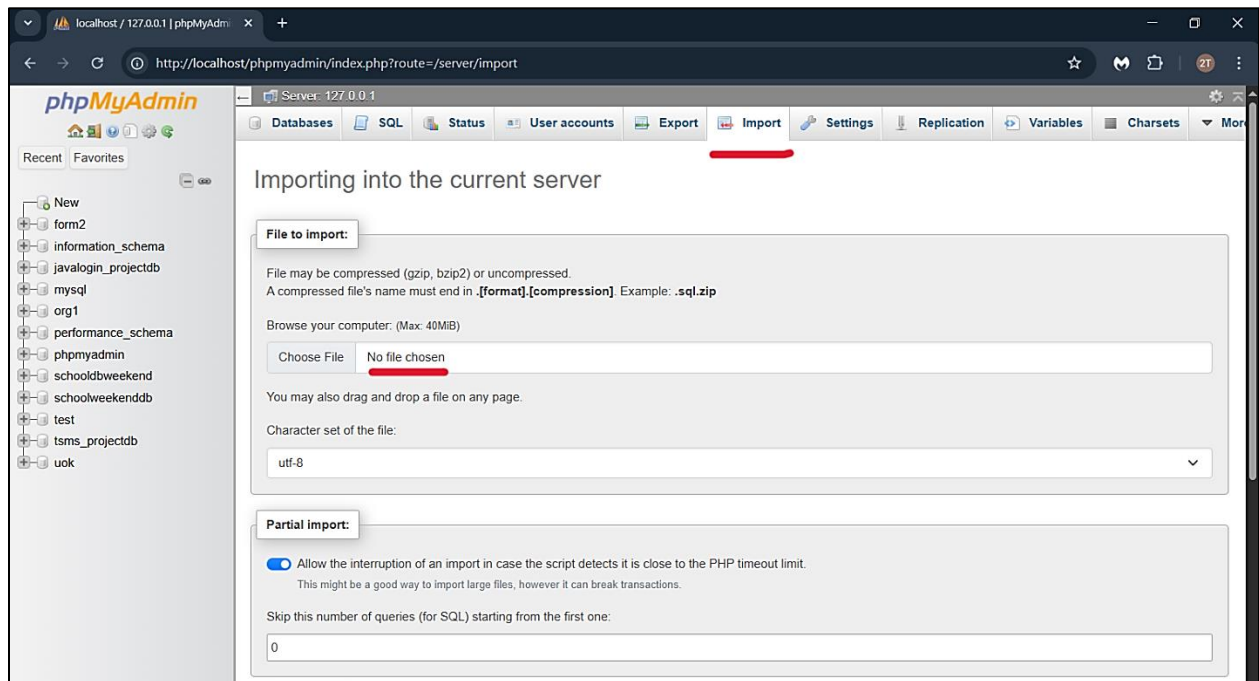 localhost / 127.0.0.1 | phpMyAdmi
http://localhost/phpmyadmin/index.php?route=/server/import
2T
phpMyAdmin
Recent Favorites
New
form2
information_schema
javalogin_projectdb
mysql
org1
performance_schema
phpmyadmin
schooldbweekend
schoolweekenddb
test
tsms_projectdb
uok
Server: 127.0.0.1
Databases SQL Status User accounts Export Import Settings Replication Variables Charsets More
Importing into the current server
File to import:
File may be compressed (gzip, bzip2) or uncompressed.
A compressed file's name must end in .[format].[compression]. Example: .sql.zip
Browse your computer: (Max: 40MiB)
Choose File No file chosen
You may also drag and drop a file on any page.
Character set of the file:
utf-8
Partial import:
Allow the interruption of an import in case the script detects it is close to the PHP timeout limit.
This might be a good way to import large files, however it can break transactions.
Skip this number of queries (for SQL) starting from the first one:
0